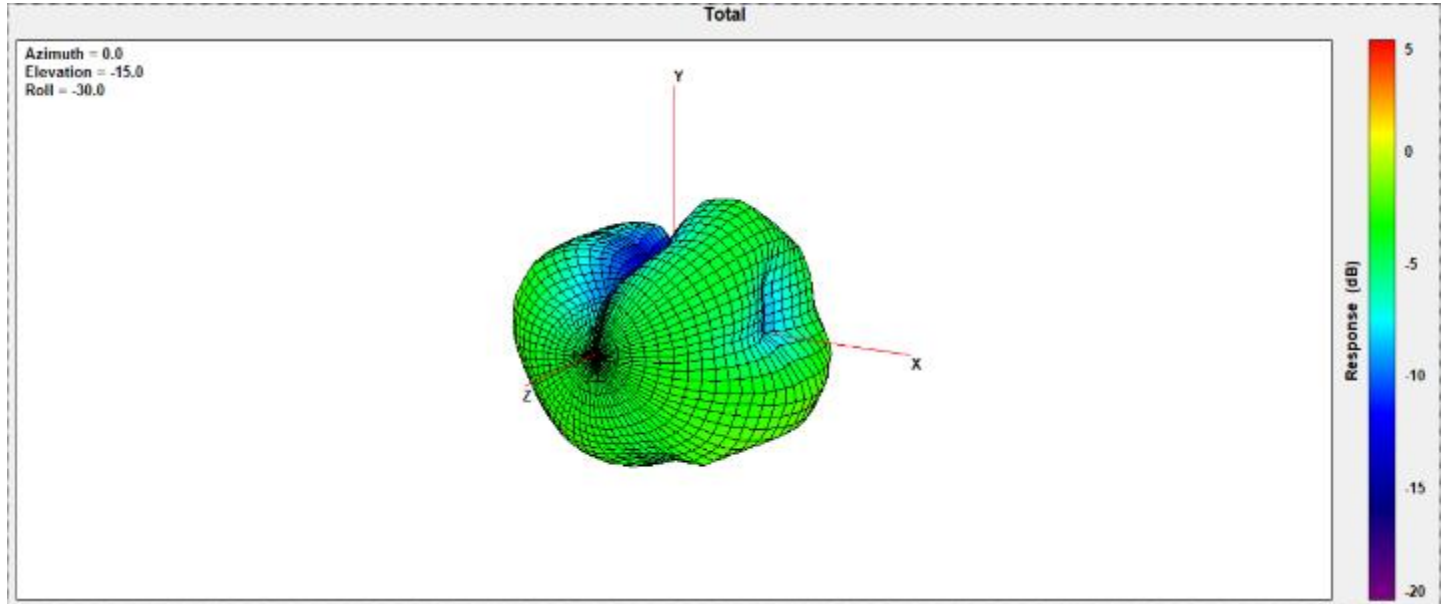 Total
Azimuth = 0.0
Elevation = -15.0
Roll = -30.0
Y
X
Z
5
0
-5
-10
-15
-20
Response (dB)